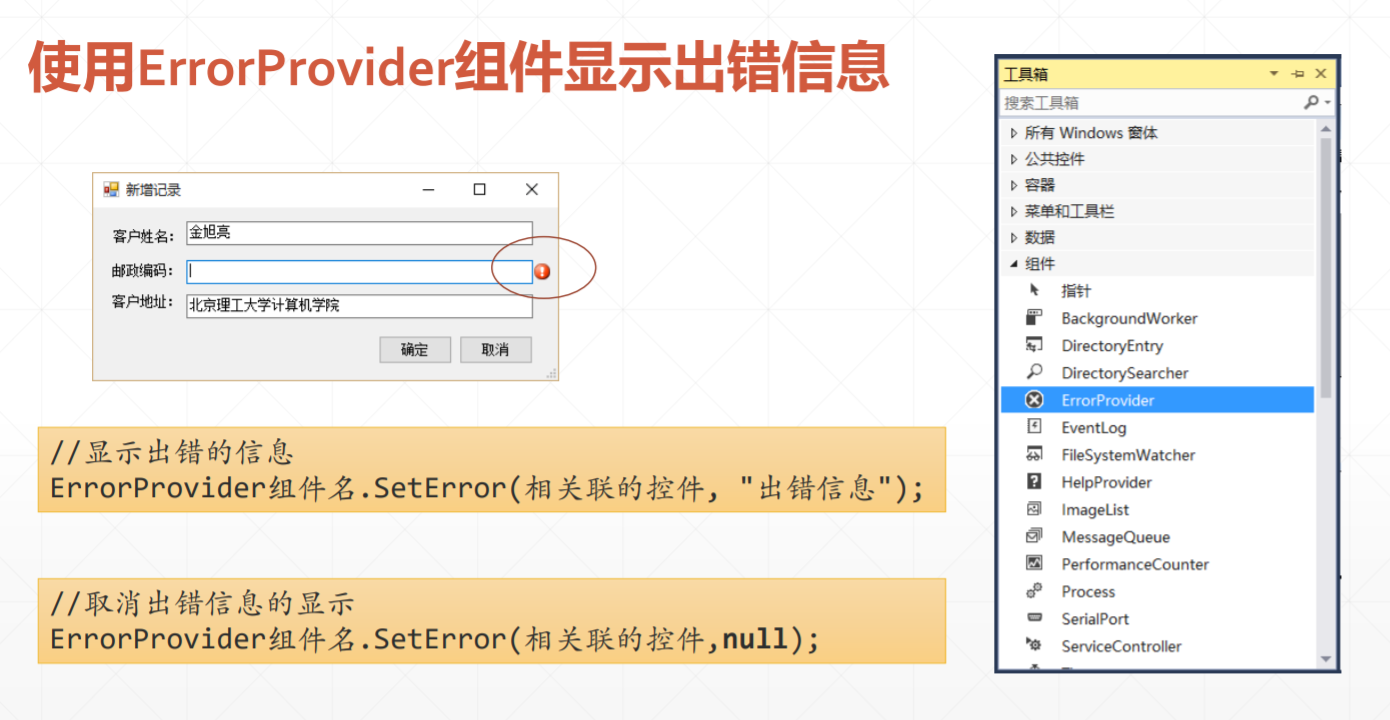 使用ErrorProvider组件显示出错信息
新增记录
客户姓名:
金旭亮
邮政编码:
客户地址:
北京理工大学计算机学院
确定
取消
//显示出错的信息
ErrorProvider组件名.SetError(相关联的控件, "出错信息");
//取消出错信息的显示
ErrorProvider组件名.SetError(相关联的控件,null);
工具箱
搜索工具箱
所有 Windows 窗体
公共控件
容器
菜单和工具栏
数据
组件
指针
BackgroundWorker
DirectoryEntry
DirectorySearcher
ErrorProvider
EventLog
FileSystemWatcher
HelpProvider
ImageList
MessageQueue
PerformanceCounter
Process
SerialPort
ServiceController